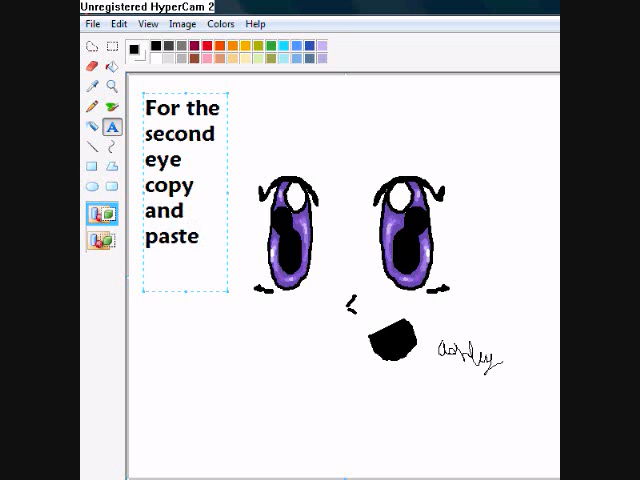 Unregistered HyperCam 2
File Edit View Image Colors Help
A
For the
second
eye
copy
and
paste